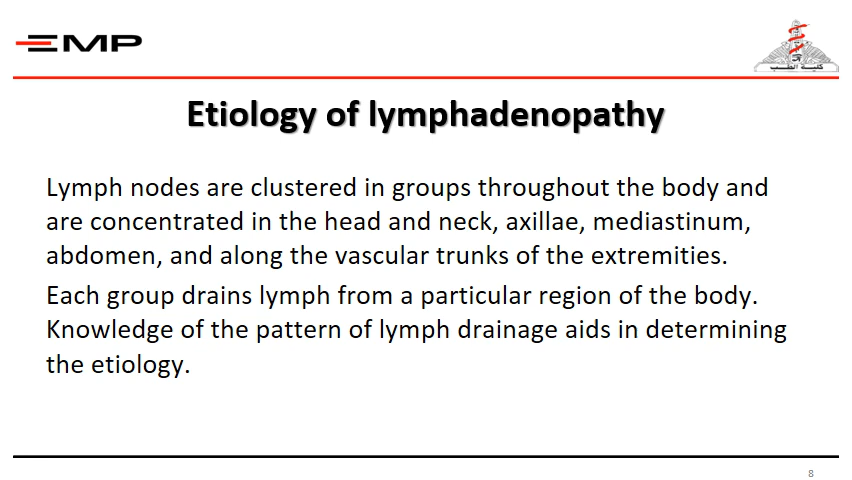 EMP
كلية الطب
Etiology of lymphadenopathy
Lymph nodes are clustered in groups throughout the body and
are concentrated in the head and neck, axillae, mediastinum,
abdomen, and along the vascular trunks of the extremities.
Each group drains lymph from a particular region of the body.
Knowledge of the pattern of lymph drainage aids in determining
the etiology.
8